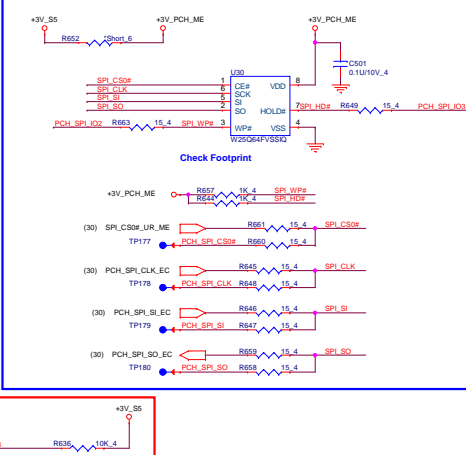 +3V_S5
+3V_PCH_ME
+3V_PCH_ME
R652
*Short_6
C501
0.1U/10V_4
U30
SPI_CS0# 1 CE# VDD 8
SPI_CLK 6 SCK
SPI_SI 5 SI
SPI_SO 2 SO HOLD# 7 SPI_HD# R649 15_4 PCH_SPI_IO3
PCH_SPI_IO2 R663 15_4 SPI_WP# 3 WP# VSS 4
W25Q64FVSSIQ
Check Footprint
+3V_PCH_ME R657 1K_4 SPI_WP#
R644 1K_4 SPI_HD#
(30) SPI_CS0#_UR_ME R661 15_4 SPI_CS0#
TP177 PCH_SPI_CS0# R660 15_4
(30) PCH_SPI_CLK_EC R645 15_4 SPI_CLK
TP178 PCH_SPI_CLK R648 15_4
(30) PCH_SPI_SI_EC R646 15_4 SPI_SI
TP179 PCH_SPI_SI R647 15_4
(30) PCH_SPI_SO_EC R659 15_4 SPI_SO
TP180 PCH_SPI_SO R658 15_4
+3V_S5
R636 10K_4